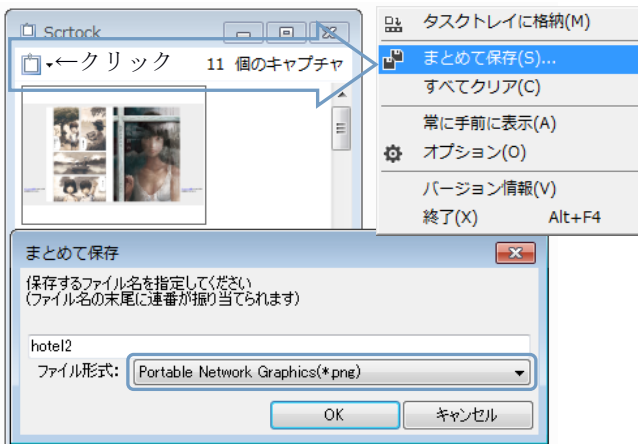 Scrtock
←クリック
11 個のキャプチャ
タスクトレイに格納(M)
まとめて保存(S)...
すべてクリア(C)
常に手前に表示(A)
オプション(O)
バージョン情報(V)
終了(X) Alt+F4
まとめて保存
保存するファイル名を指定してください
(ファイル名の末尾に連番が振り当てられます)
hotel2
ファイル形式: Portable Network Graphics(*.png)
OK キャンセル